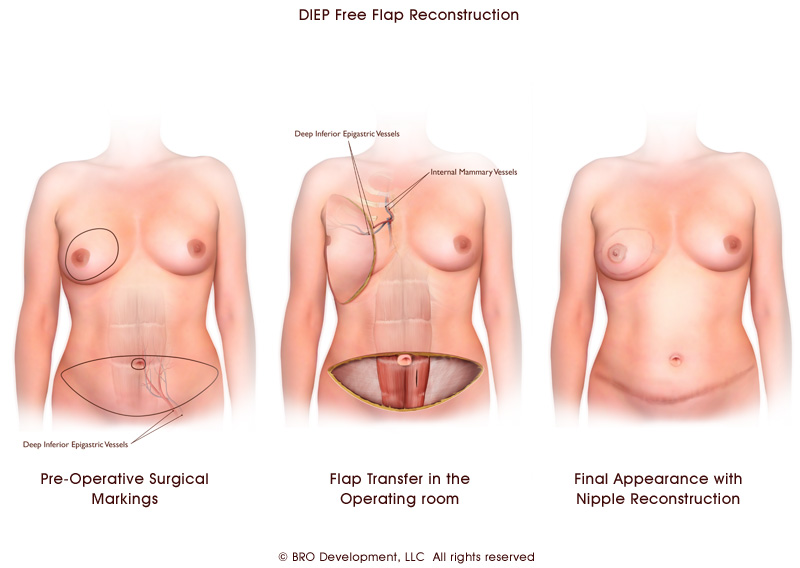 DIEP Free Flap Reconstruction
Deep Inferior Epigastric Vessels
Internal Mammary Vessels
Deep Inferior Epigastric Vessels
Pre-Operative Surgical
Markings
Flap Transfer in the
Operating room
Final Appearance with
Nipple Reconstruction
© BRO Development, LLC All rights reserved